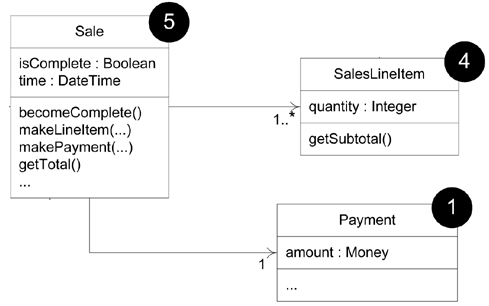 Sale
5
isComplete : Boolean
time : DateTime
becomeComplete()
makeLineItem(...)
makePayment(...)
getTotal()
...
1..*
SalesLineItem
4
quantity : Integer
getSubtotal()
1
Payment
1
amount : Money
...